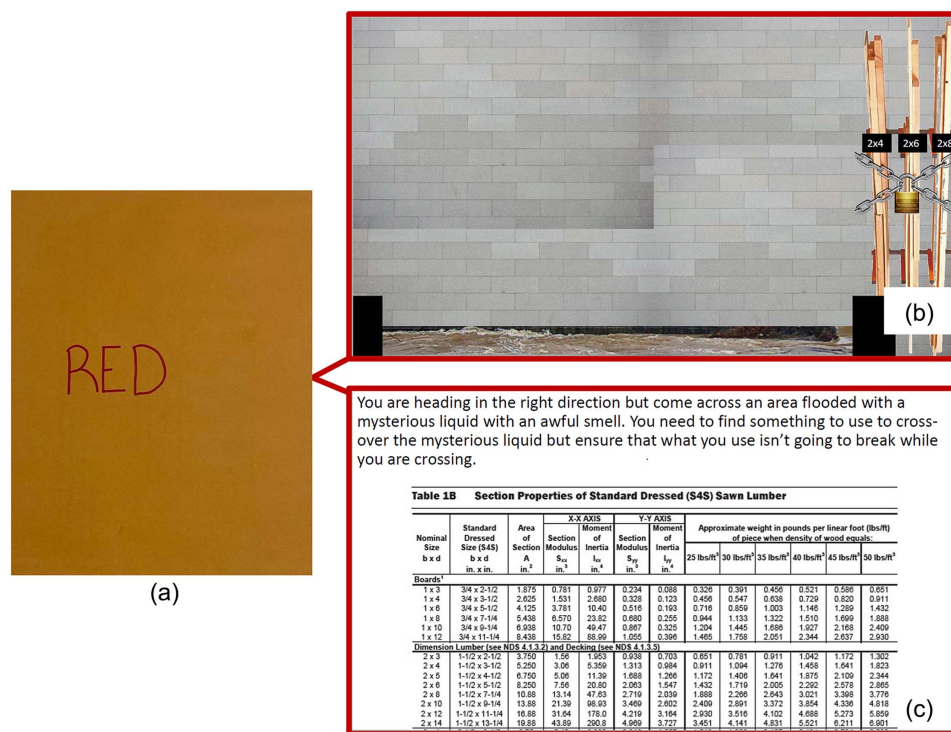 RED
(a)
2x4 2x6 2x8
(b)
You are heading in the right direction but come across an area flooded with a
mysterious liquid with an awful smell. You need to find something to use to cross-
over the mysterious liquid but ensure that what you use isn't going to break while
you are crossing.
Table 1B Section Properties of Standard Dressed (S4S) Sawn Lumber
X-X AXIS Y-Y AXIS
Standard Area Moment Moment Approximate weight in pounds per linear foot (lbs/ft)
Dressed of Section of Section of of piece when density of wood equals:
Nominal Size (S4S) Section Modulus Inertia Modulus Inertia
Size b x d A Sxx Ixx Syy Iyy 25 lbs/ft³ 30 lbs/ft³ 35 lbs/ft³ 40 lbs/ft³ 45 lbs/ft³ 50 lbs/ft³
b x d in. x in. in.² in.³ in.⁴ in.³ in.⁴
Boards¹
1 x 3 3/4 x 2-1/2 1.875 0.781 0.977 0.234 0.088 0.326 0.391 0.456 0.521 0.586 0.651
1 x 4 3/4 x 3-1/2 2.625 1.531 2.680 0.328 0.123 0.456 0.547 0.638 0.729 0.820 0.911
1 x 6 3/4 x 5-1/2 4.125 3.781 10.40 0.516 0.193 0.716 0.859 1.003 1.146 1.289 1.432
1 x 8 3/4 x 7-1/4 5.438 6.570 23.82 0.680 0.255 0.944 1.133 1.322 1.510 1.699 1.888
1 x 10 3/4 x 9-1/4 6.938 10.70 49.47 0.867 0.325 1.204 1.445 1.686 1.927 2.168 2.409
1 x 12 3/4 x 11-1/4 8.438 15.82 88.99 1.055 0.396 1.465 1.758 2.051 2.344 2.637 2.930
Dimension Lumber (see NDS 4.1.3.2) and Decking (see NDS 4.1.3.5)
2 x 3 1-1/2 x 2-1/2 3.750 1.56 1.953 0.938 0.703 0.651 0.781 0.911 1.042 1.172 1.302
2 x 4 1-1/2 x 3-1/2 5.250 3.06 5.359 1.313 0.984 0.911 1.094 1.276 1.458 1.641 1.823
2 x 5 1-1/2 x 4-1/2 6.750 5.06 11.39 1.688 1.266 1.172 1.406 1.641 1.875 2.109 2.344
2 x 6 1-1/2 x 5-1/2 8.250 7.56 20.80 2.063 1.547 1.432 1.719 2.005 2.292 2.578 2.865
2 x 8 1-1/2 x 7-1/4 10.88 13.14 47.63 2.719 2.039 1.888 2.266 2.643 3.021 3.398 3.776
2 x 10 1-1/2 x 9-1/4 13.88 21.39 98.93 3.469 2.602 2.409 2.891 3.372 3.854 4.336 4.818
2 x 12 1-1/2 x 11-1/4 16.88 31.64 178.0 4.219 3.164 2.930 3.516 4.102 4.688 5.273 5.859
2 x 14 1-1/2 x 13-1/4 19.88 43.89 290.8 4.969 3.727 3.451 4.141 4.831 5.521 6.211 6.901
(c)